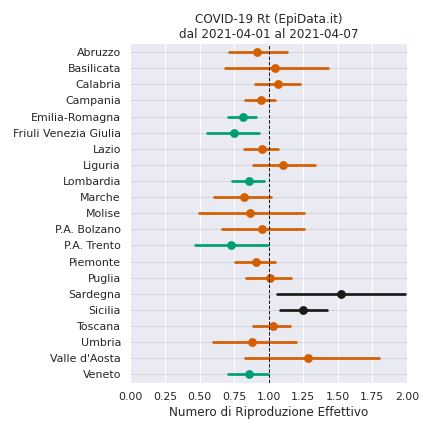 COVID-19 Rt (EpiData.it)
dal 2021-04-01 al 2021-04-07
Abruzzo
Basilicata
Calabria
Campania
Emilia-Romagna
Friuli Venezia Giulia
Lazio
Liguria
Lombardia
Marche
Molise
P.A. Bolzano
P.A. Trento
Piemonte
Puglia
Sardegna
Sicilia
Toscana
Umbria
Valle d'Aosta
Veneto
0.00 0.25 0.50 0.75 1.00 1.25 1.50 1.75 2.00
Numero di Riproduzione Effettivo